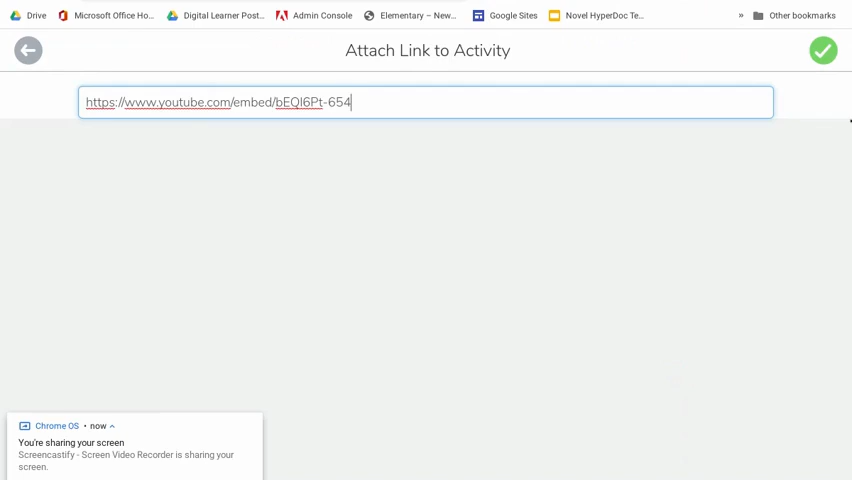 Drive Microsoft Office Ho... Digital Learner Post... Admin Console Elementary – New... Google Sites Novel HyperDoc Te... » Other bookmarks
Attach Link to Activity
https://www.youtube.com/embed/bEQI6Pt-654
Chrome OS • now
You're sharing your screen
Screencastify - Screen Video Recorder is sharing your
screen.